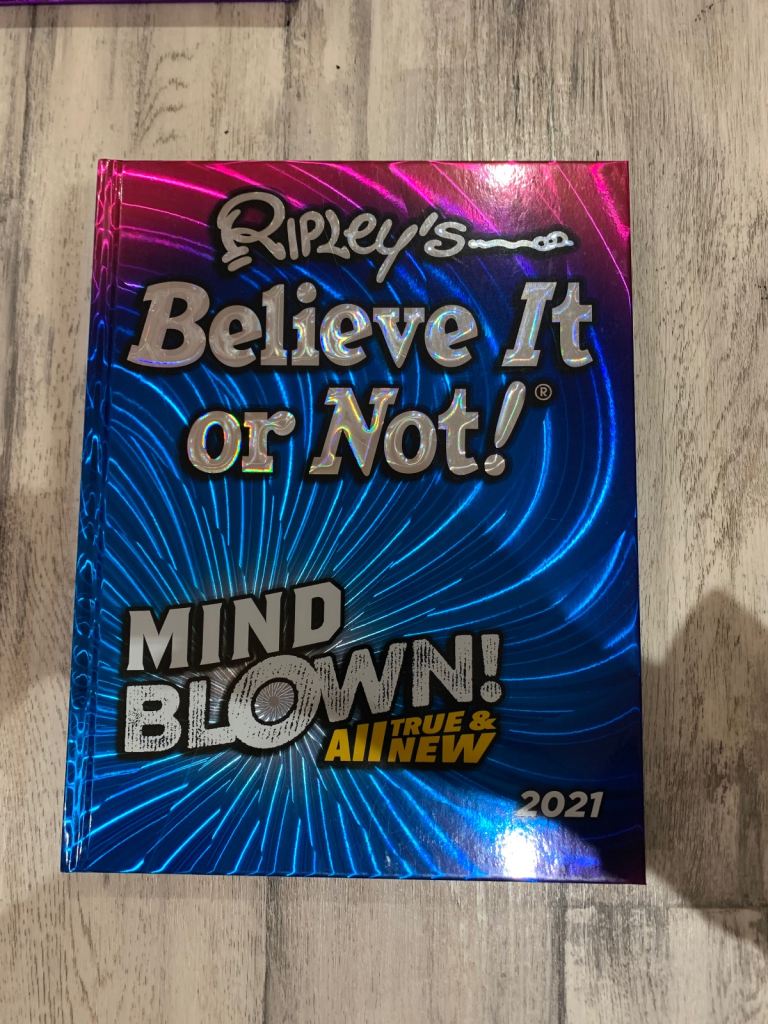 RIPLEY's
Believe It
or Not!®
MIND
BLOWN!
All TRUE &
NEW
2021